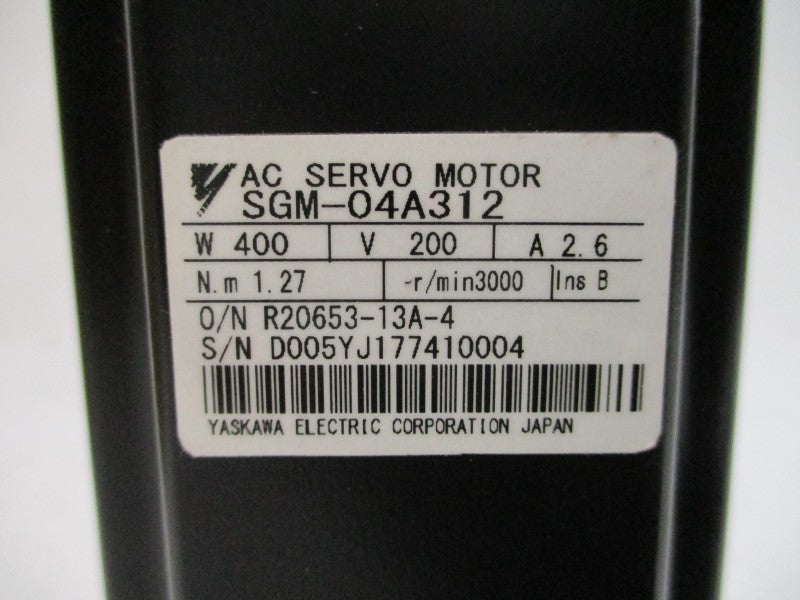 AC SERVO MOTOR
SGM-04A312
W 400 V 200 A 2.6
N.m 1.27 ~r/min3000 Ins B
O/N R20653-13A-4
S/N D005YJ177410004
YASKAWA ELECTRIC CORPORATION JAPAN